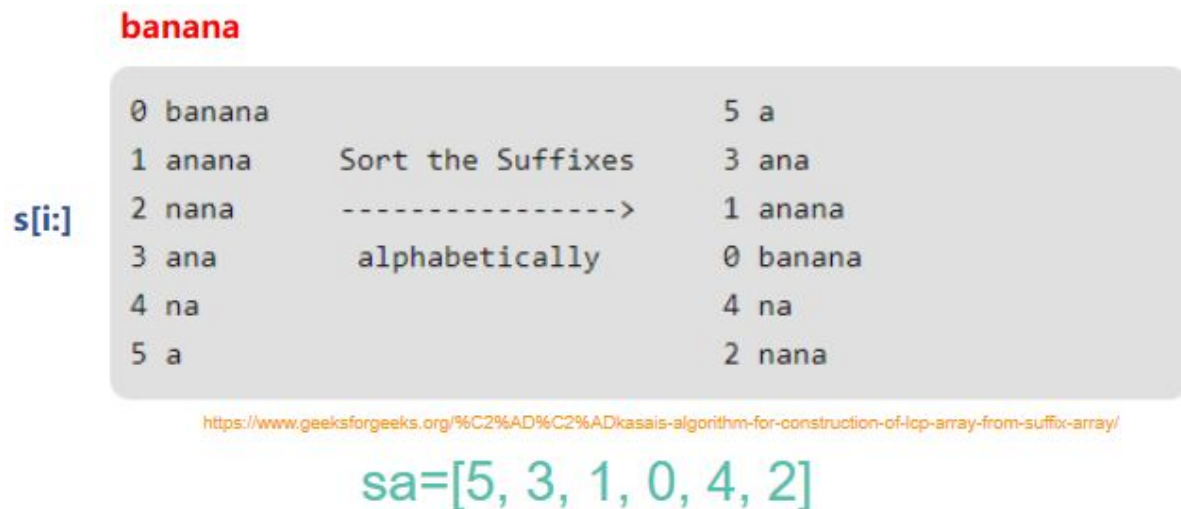 banana
0 banana 5 a
1 anana Sort the Suffixes 3 ana
s[i:]
2 nana ----------------> 1 anana
3 ana alphabetically 0 banana
4 na 4 na
5 a 2 nana
https://www.geeksforgeeks.org/%C2%AD%C2%ADkasais-algorithm-for-construction-of-lcp-array-from-suffix-array/
sa=[5, 3, 1, 0, 4, 2]